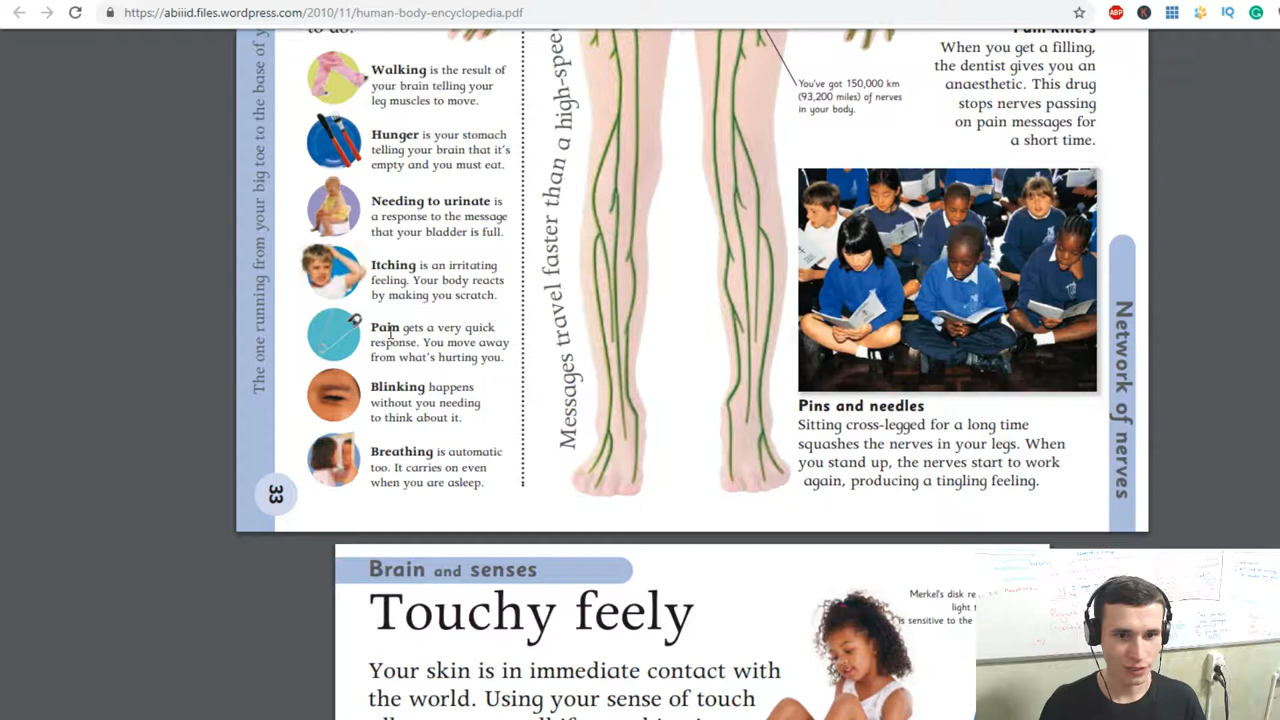 https://abiiid.files.wordpress.com/2010/11/human-body-encyclopedia.pdf
ABP
K
IQ
G
to do.
Walking is the result of
your brain telling your
leg muscles to move.
Hunger is your stomach
telling your brain that it's
empty and you must eat.
Needing to urinate is
a response to the message
that your bladder is full.
Itching is an irritating
feeling. Your body reacts
by making you scratch.
Pain gets a very quick
response. You move away
from what's hurting you.
Blinking happens
without you needing
to think about it.
Breathing is automatic
too. It carries on even
when you are asleep.
33
The one running from your big toe to the base of y
Messages travel faster than a high-speed
You've got 150,000 km
(93,200 miles) of nerves
in your body.
Pain-killers
When you get a filling,
the dentist gives you an
anaesthetic. This drug
stops nerves passing
on pain messages for
a short time.
Pins and needles
Sitting cross-legged for a long time
squashes the nerves in your legs. When
you stand up, the nerves start to work
again, producing a tingling feeling.
Network of nerves
Brain and senses
Touchy feely
Your skin is in immediate contact with
the world. Using your sense of touch
Merkel's disk re
light t
is sensitive to the